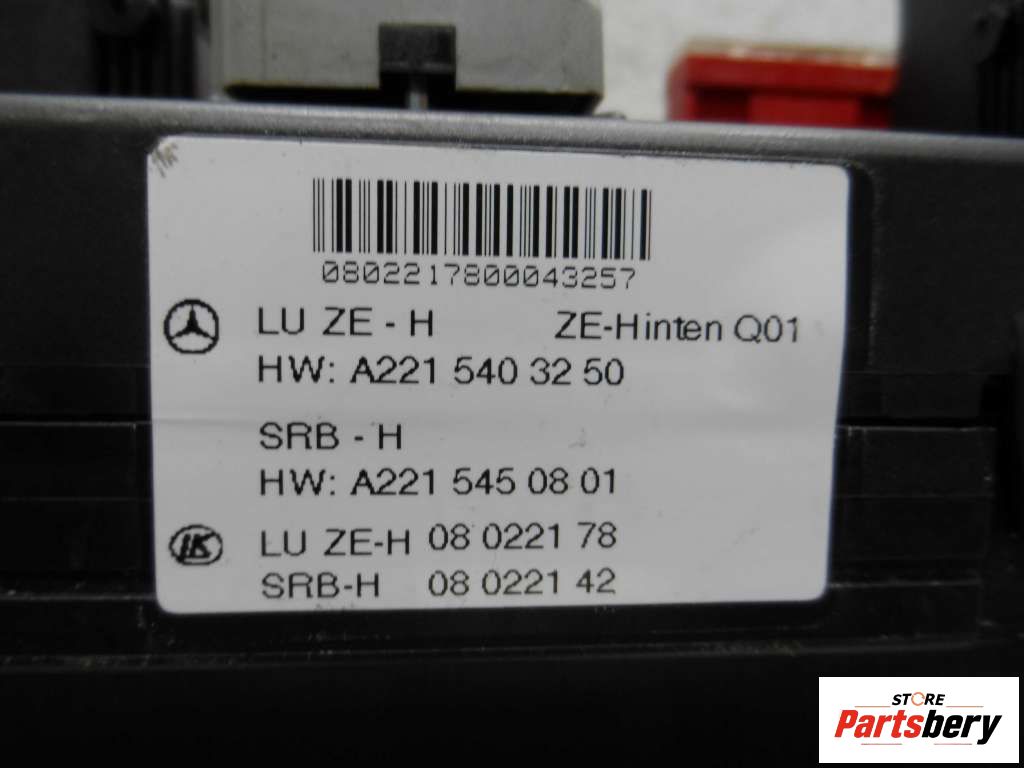 0802217800043257
LU ZE - H ZE-Hinten Q01
HW: A221 540 32 50
SRB - H
HW: A221 545 08 01
LK LU ZE-H 08 0221 78
SRB-H 08 0221 42
STORE
Partsbery